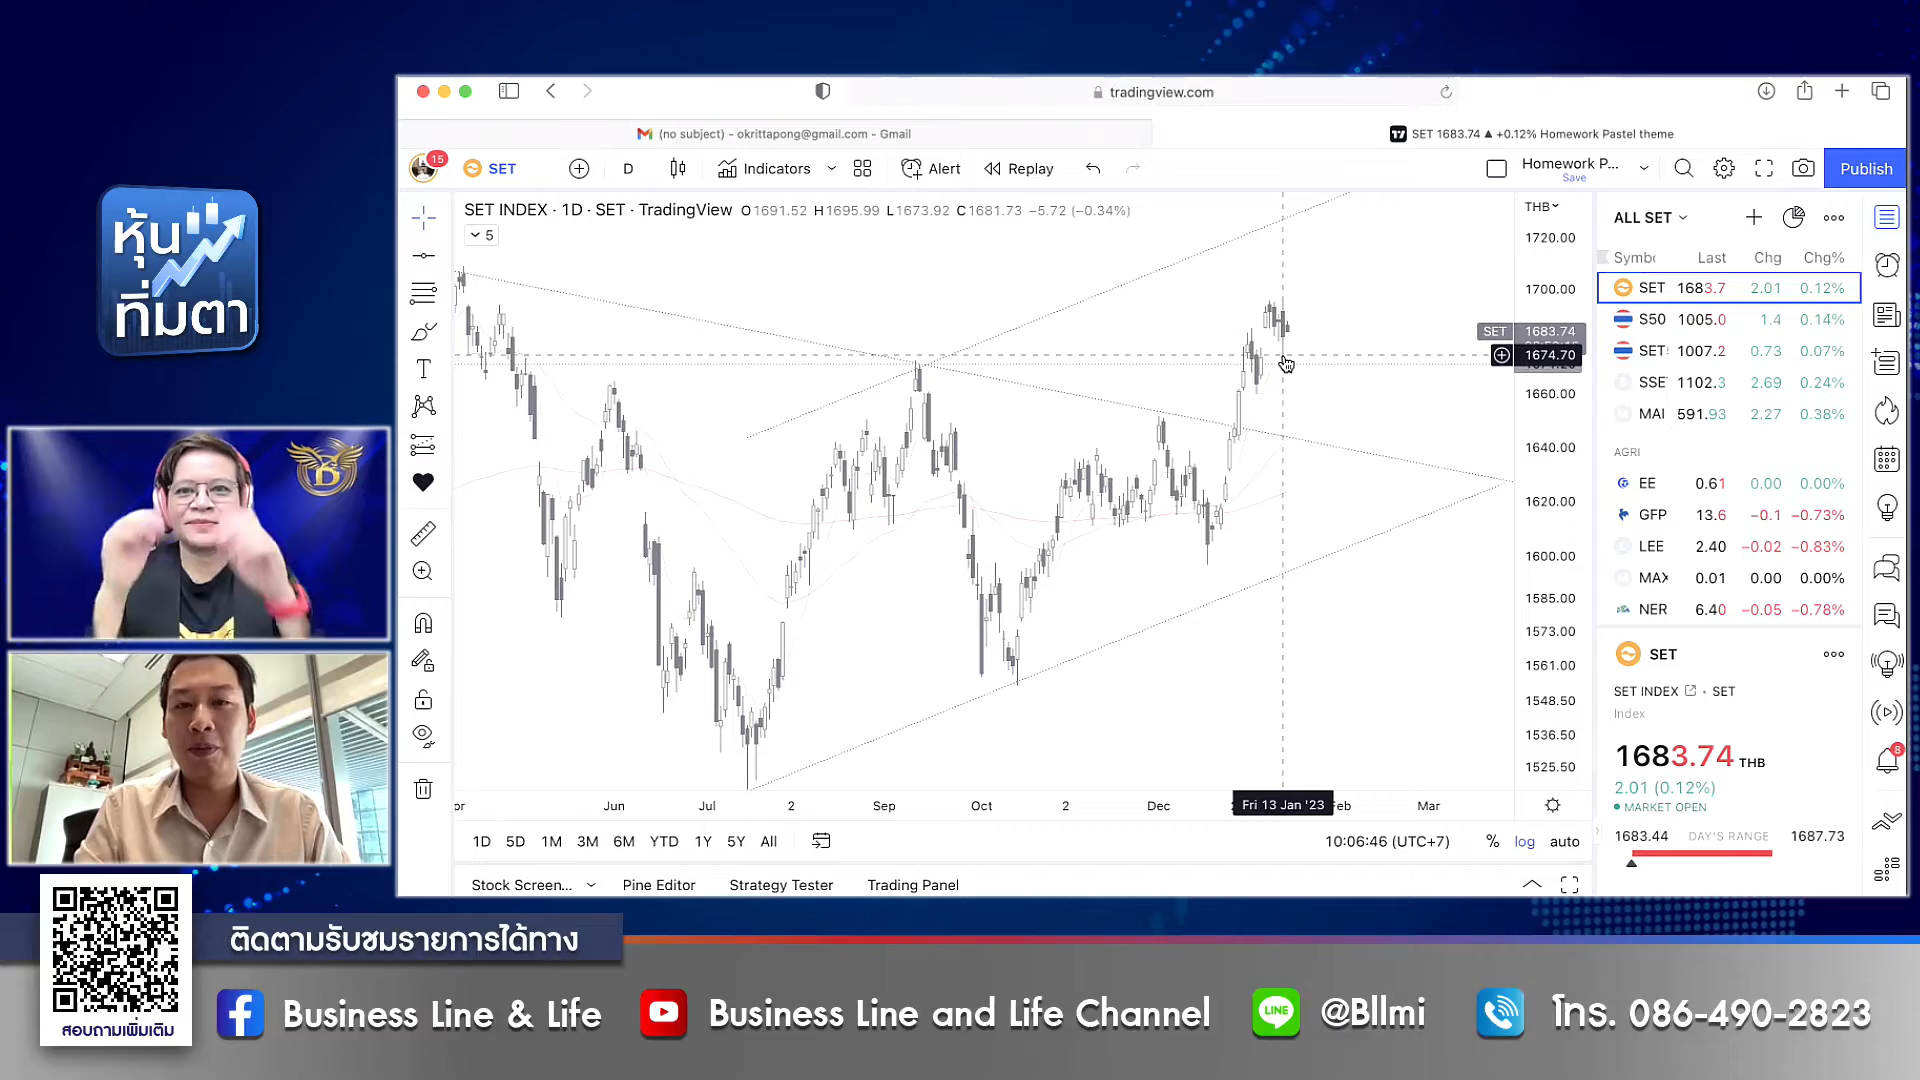 หุ้น
ทิ่มตา
B
tradingview.com
(no subject) - okrittapong@gmail.com - Gmail
SET 1683.74 ▲ +0.12% Homework Pastel theme
15
SET
D
Indicators
Alert
Replay
Homework P...
Save
Publish
SET INDEX · 1D · SET · TradingView O1691.52 H1695.99 L1673.92 C1681.73 −5.72 (−0.34%)
5
THB
1720.00
1700.00
SET 1683.74
1674.70
1660.00
1640.00
1620.00
1600.00
1585.00
1573.00
1561.00
1548.50
1536.50
1525.50
Jun
Jul
2
Sep
Oct
2
Dec
Fri 13 Jan '23
Feb
Mar
1D 5D 1M 3M 6M YTD 1Y 5Y All
10:06:46 (UTC+7)
%
log
auto
Stock Screen...
Pine Editor
Strategy Tester
Trading Panel
ALL SET
Symbo Last Chg Chg%
SET 1683.7 2.01 0.12%
S50 1005.0 1.4 0.14%
SET 1007.2 0.73 0.07%
SSE 1102.3 2.69 0.24%
MAI 591.93 2.27 0.38%
AGRI
EE 0.61 0.00 0.00%
GFP 13.6 −0.1 −0.73%
LEE 2.40 −0.02 −0.83%
MAX 0.01 0.00 0.00%
NER 6.40 −0.05 −0.78%
SET
SET INDEX · SET
Index
1683.74 THB
2.01 (0.12%)
MARKET OPEN
1683.44 DAY'S RANGE 1687.73
8
ติดตามรับชมรายการได้ทาง
สอบถามเพิ่มเติม
Business Line & Life
Business Line and Life Channel
LINE
@Bllmi
โทร. 086-490-2823